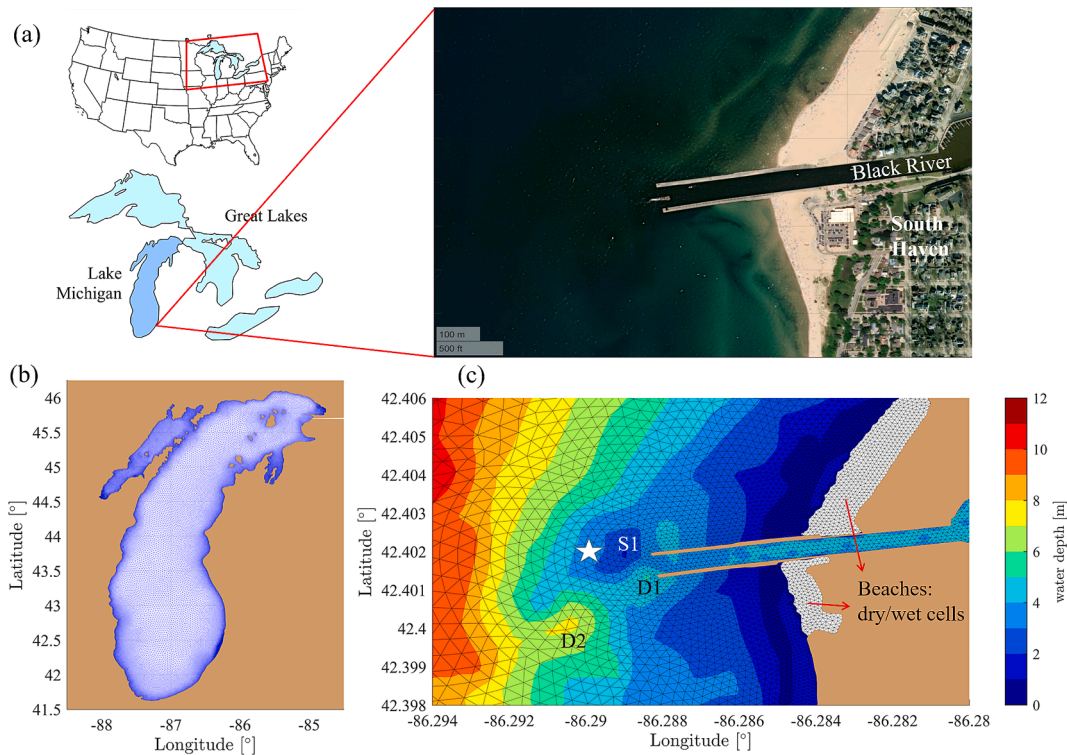 (a)
Great Lakes
Lake
Michigan
Black River
South
Haven
100 m
500 ft
(b)
46
45.5
45
44.5
44
43.5
43
42.5
42
41.5
Latitude [°]
-88
-87
-86
-85
Longitude [°]
(c)
42.406
42.405
42.404
42.403
42.402
42.401
42.4
42.399
42.398
Latitude [°]
S1
D1
D2
Beaches:
dry/wet cells
-86.294
-86.292
-86.29
-86.288
-86.286
-86.284
-86.282
-86.28
Longitude [°]
12
10
8
6
4
2
0
water depth [m]